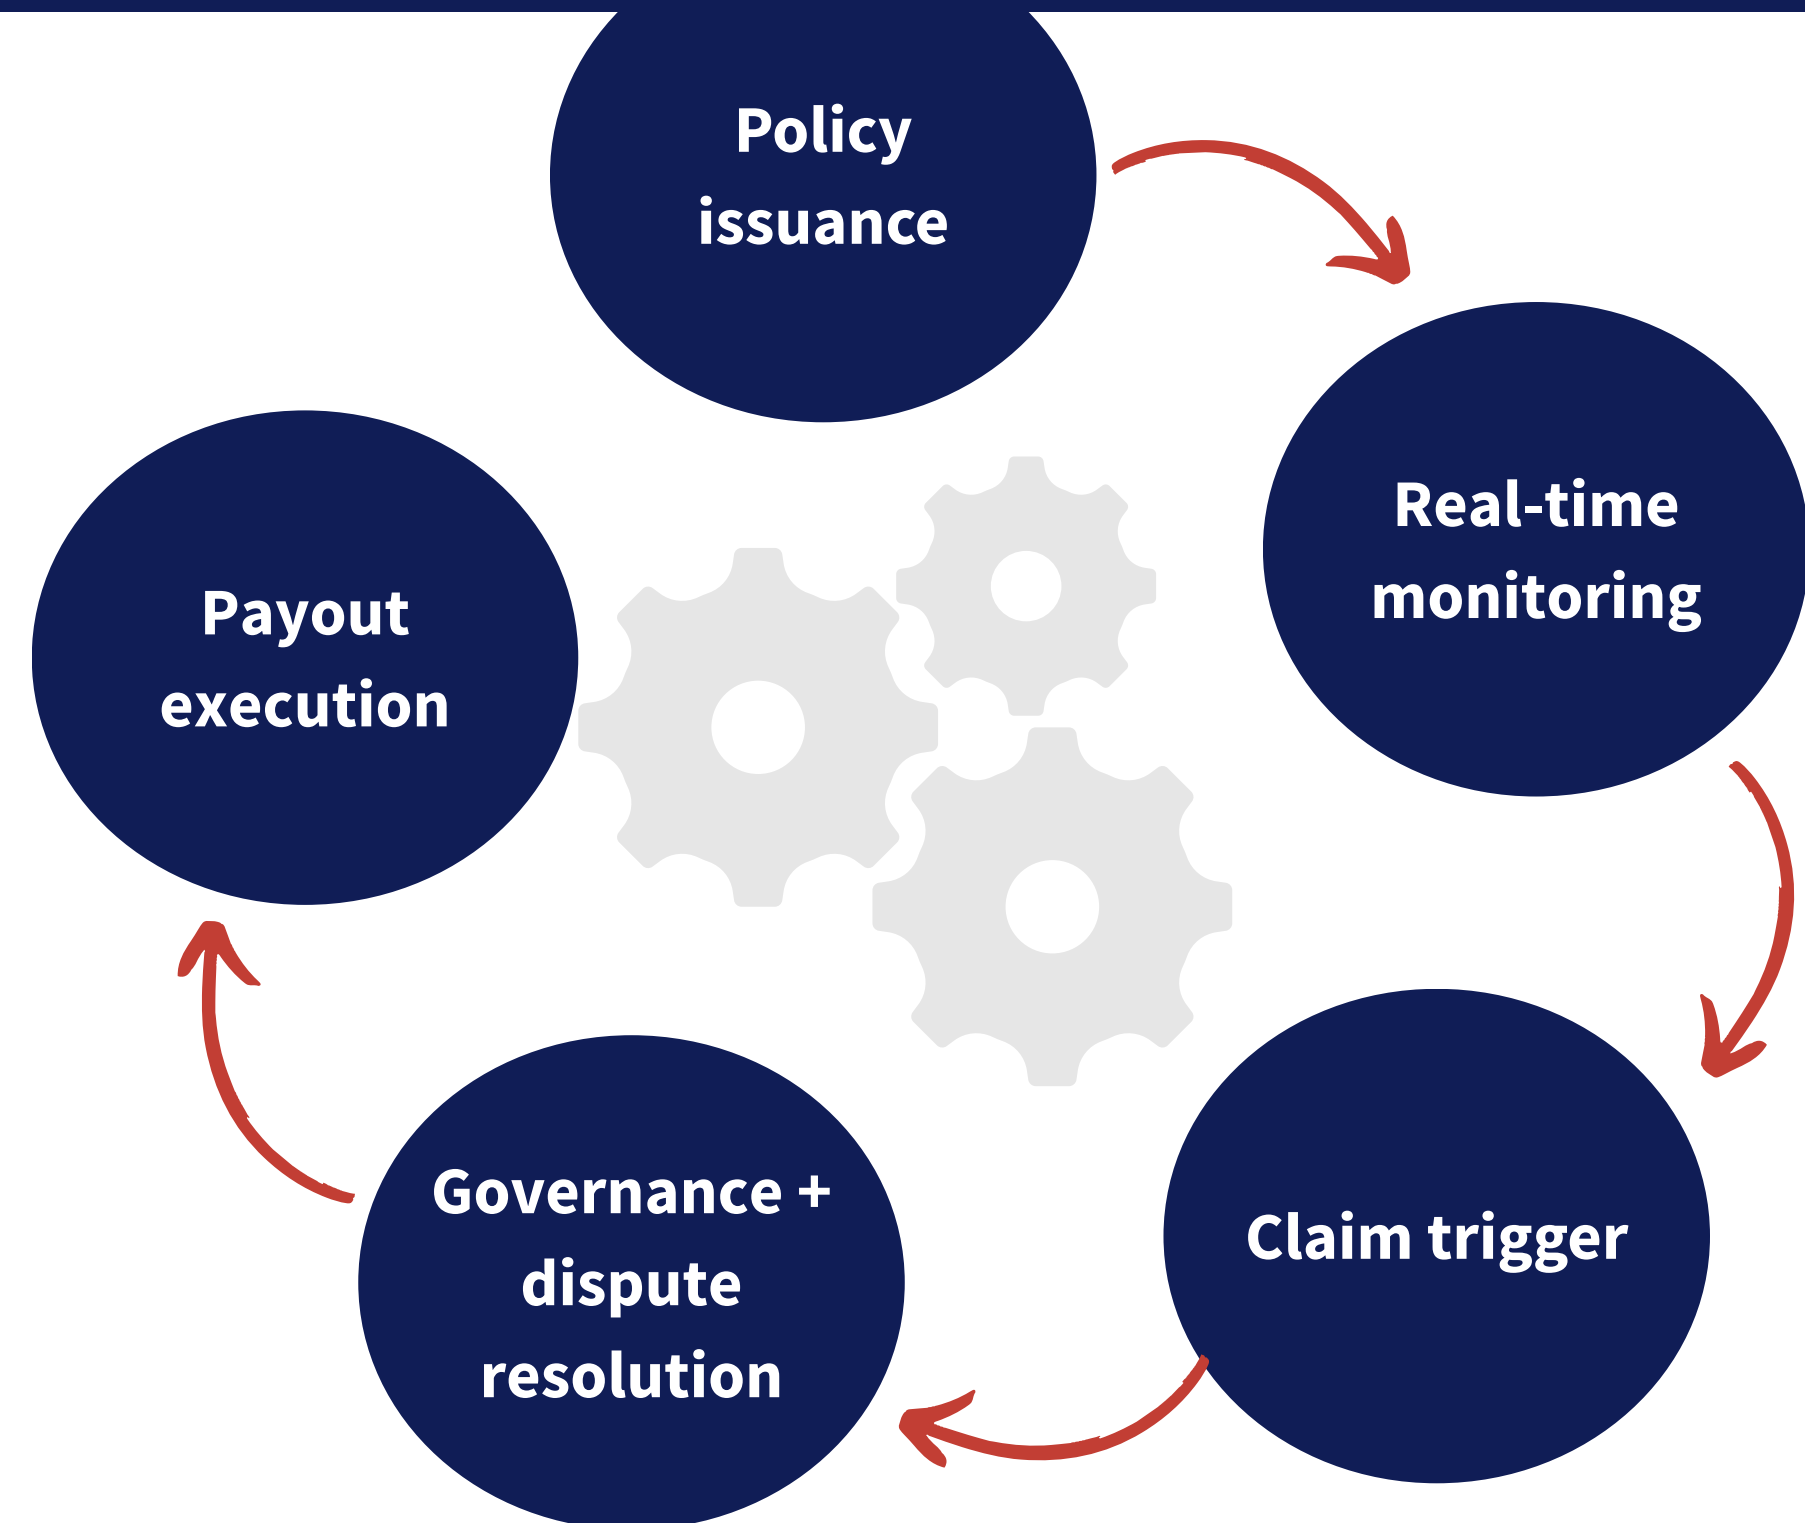 Policy
issuance
Real-time
monitoring
Claim trigger
Governance +
dispute
resolution
Payout
execution